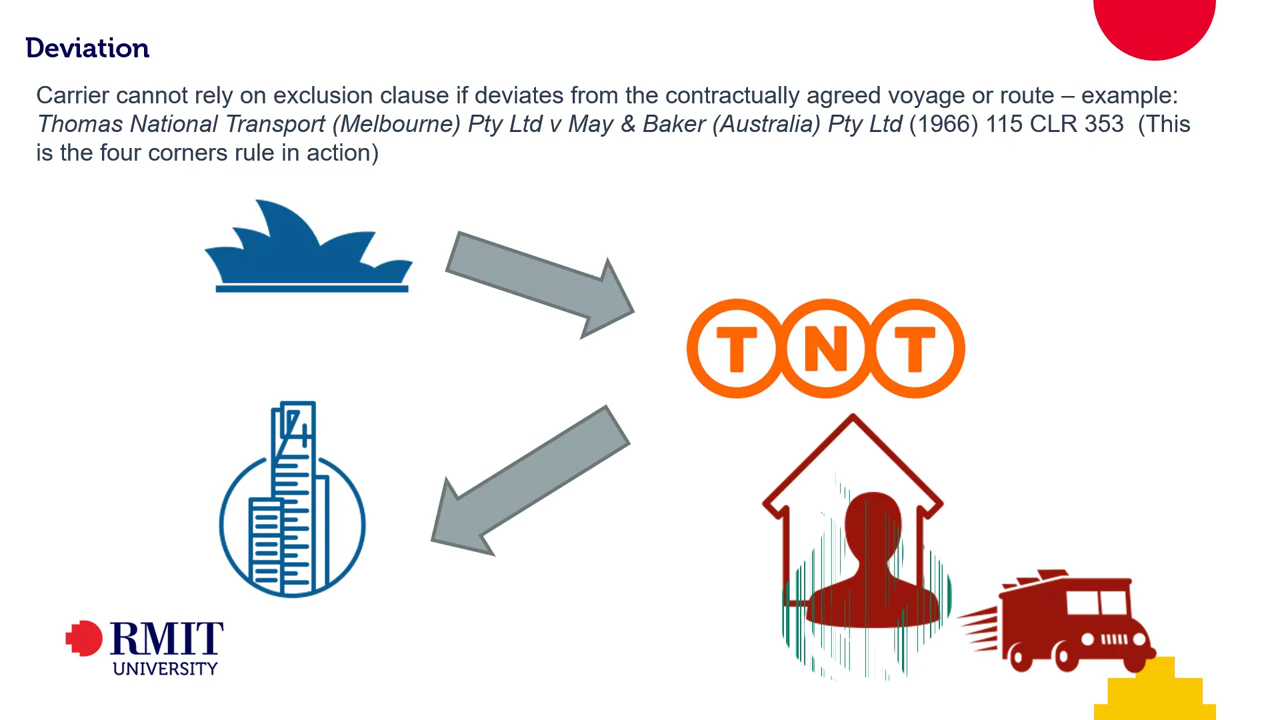 Deviation
Carrier cannot rely on exclusion clause if deviates from the contractually agreed voyage or route – example:
Thomas National Transport (Melbourne) Pty Ltd v May & Baker (Australia) Pty Ltd (1966) 115 CLR 353 (This
is the four corners rule in action)
TNT
RMIT
UNIVERSITY